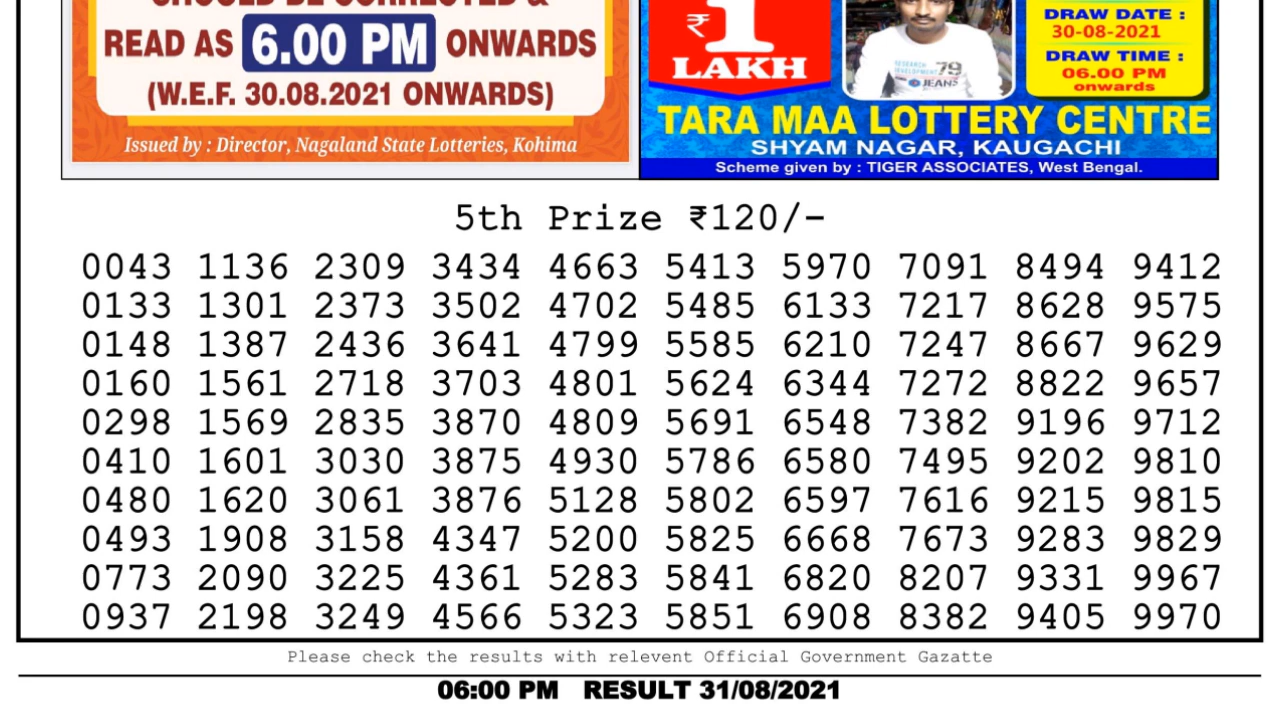 SHOULD BE CORRECTED &
READ AS 6.00 PM ONWARDS
(W.E.F. 30.08.2021 ONWARDS)
Issued by : Director, Nagaland State Lotteries, Kohima
₹1
LAKH
RESEARCH
DEVELOPMENT 79
JEANS
DRAW DATE :
30-08-2021
DRAW TIME :
06.00 PM
onwards
TARA MAA LOTTERY CENTRE
SHYAM NAGAR, KAUGACHI
Scheme given by : TIGER ASSOCIATES, West Bengal.
5th Prize ₹120/-
0043 1136 2309 3434 4663 5413 5970 7091 8494 9412
0133 1301 2373 3502 4702 5485 6133 7217 8628 9575
0148 1387 2436 3641 4799 5585 6210 7247 8667 9629
0160 1561 2718 3703 4801 5624 6344 7272 8822 9657
0298 1569 2835 3870 4809 5691 6548 7382 9196 9712
0410 1601 3030 3875 4930 5786 6580 7495 9202 9810
0480 1620 3061 3876 5128 5802 6597 7616 9215 9815
0493 1908 3158 4347 5200 5825 6668 7673 9283 9829
0773 2090 3225 4361 5283 5841 6820 8207 9331 9967
0937 2198 3249 4566 5323 5851 6908 8382 9405 9970
Please check the results with relevent Official Government Gazatte
06:00 PM RESULT 31/08/2021